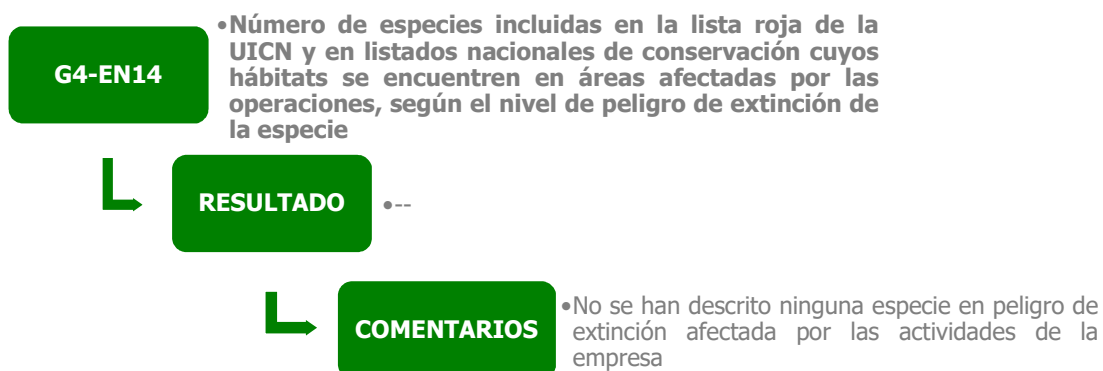 G4-EN14
•Número de especies incluidas en la lista roja de la
UICN y en listados nacionales de conservación cuyos
hábitats se encuentren en áreas afectadas por las
operaciones, según el nivel de peligro de extinción de
la especie
RESULTADO
•--
COMENTARIOS
•No se han descrito ninguna especie en peligro de
extinción afectada por las actividades de la
empresa